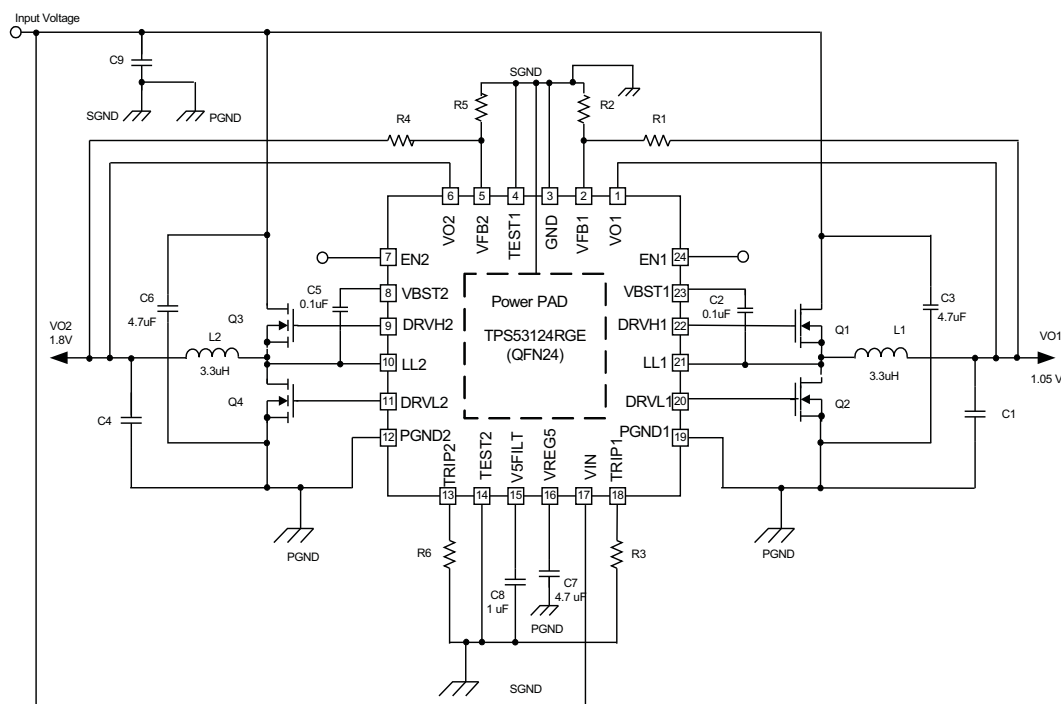 Input Voltage
C9
SGND
PGND
SGND
R5
R2
R4
R1
6
5
4
3
2
1
VO2
VFB2
TEST1
GND
VFB1
VO1
7
EN2
EN1
24
C6
4.7uF
C5
0.1uF
8
VBST2
VBST1
23
C2
0.1uF
C3
4.7uF
Power PAD
TPS53124RGE
(QFN24)
Q3
9
DRVH2
DRVH1
22
Q1
VO2
1.8V
L2
3.3uH
10
LL2
LL1
21
L1
3.3uH
VO1
1.05 V
C4
Q4
11
DRVL2
DRVL1
20
Q2
C1
12
PGND2
PGND1
19
TRIP2
TEST2
V5FILT
VREG5
VIN
TRIP1
13
14
15
16
17
18
PGND
PGND
R6
R3
C8
1 uF
C7
4.7 uF
PGND
SGND